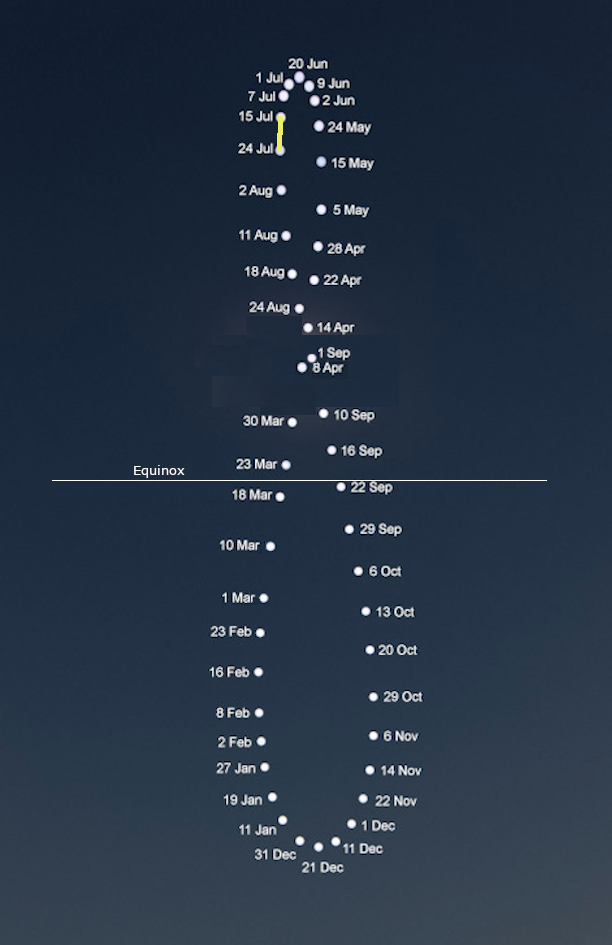 20 Jun
1 Jul
9 Jun
7 Jul
2 Jun
15 Jul
24 May
24 Jul
15 May
2 Aug
5 May
11 Aug
28 Apr
18 Aug
22 Apr
24 Aug
14 Apr
1 Sep
8 Apr
10 Sep
30 Mar
16 Sep
23 Mar
Equinox
22 Sep
18 Mar
29 Sep
10 Mar
6 Oct
1 Mar
13 Oct
23 Feb
20 Oct
16 Feb
29 Oct
8 Feb
6 Nov
2 Feb
27 Jan
14 Nov
19 Jan
22 Nov
11 Jan
1 Dec
31 Dec
11 Dec
21 Dec